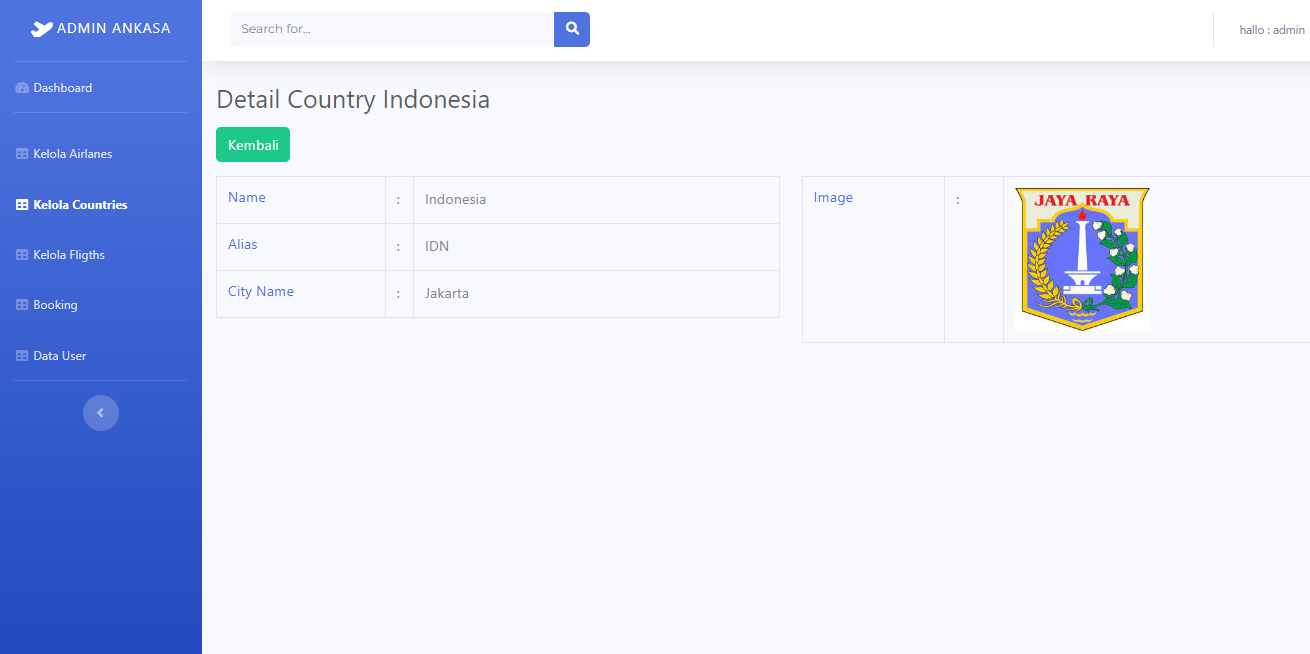 ADMIN ANKASA
Search for...
hallo : admin
Dashboard
Kelola Airlanes
Kelola Countries
Kelola Fligths
Booking
Data User
Detail Country Indonesia
Kembali
Name : Indonesia
Alias : IDN
City Name : Jakarta
Image :
JAYA RAYA